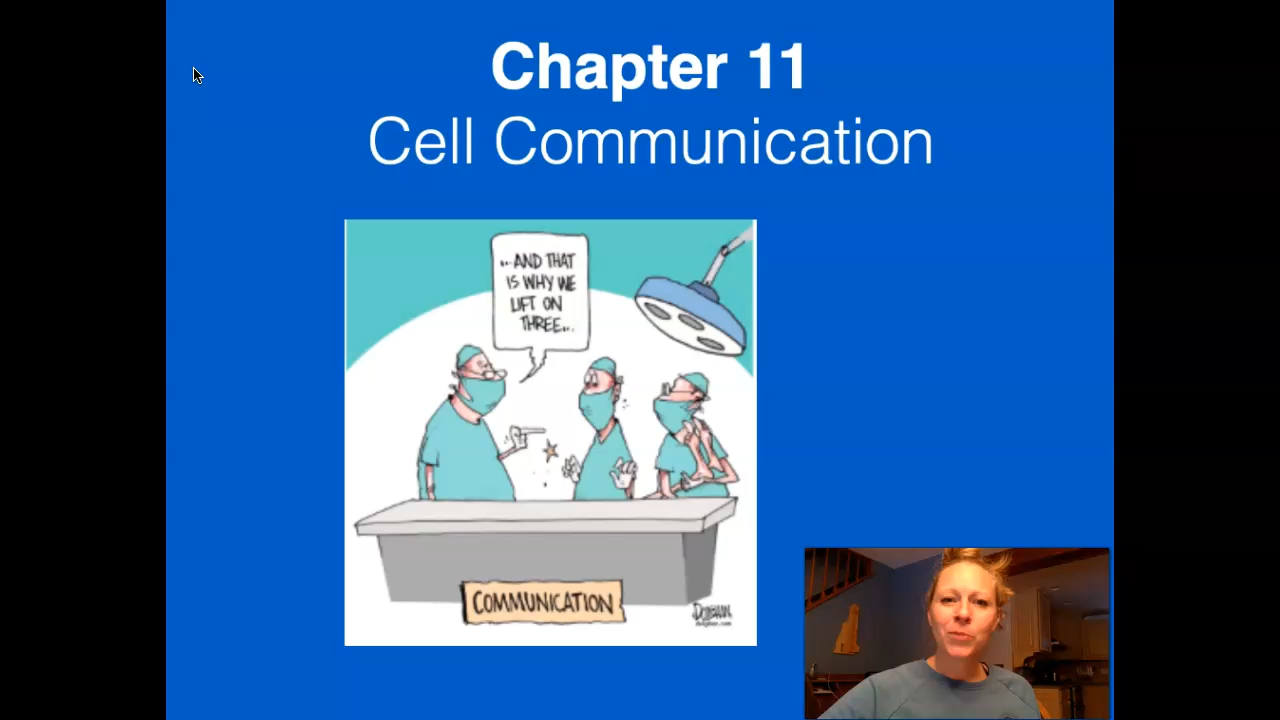 Chapter 11
Cell Communication
...AND THAT
IS WHY WE
LIFT ON
THREE...
COMMUNICATION